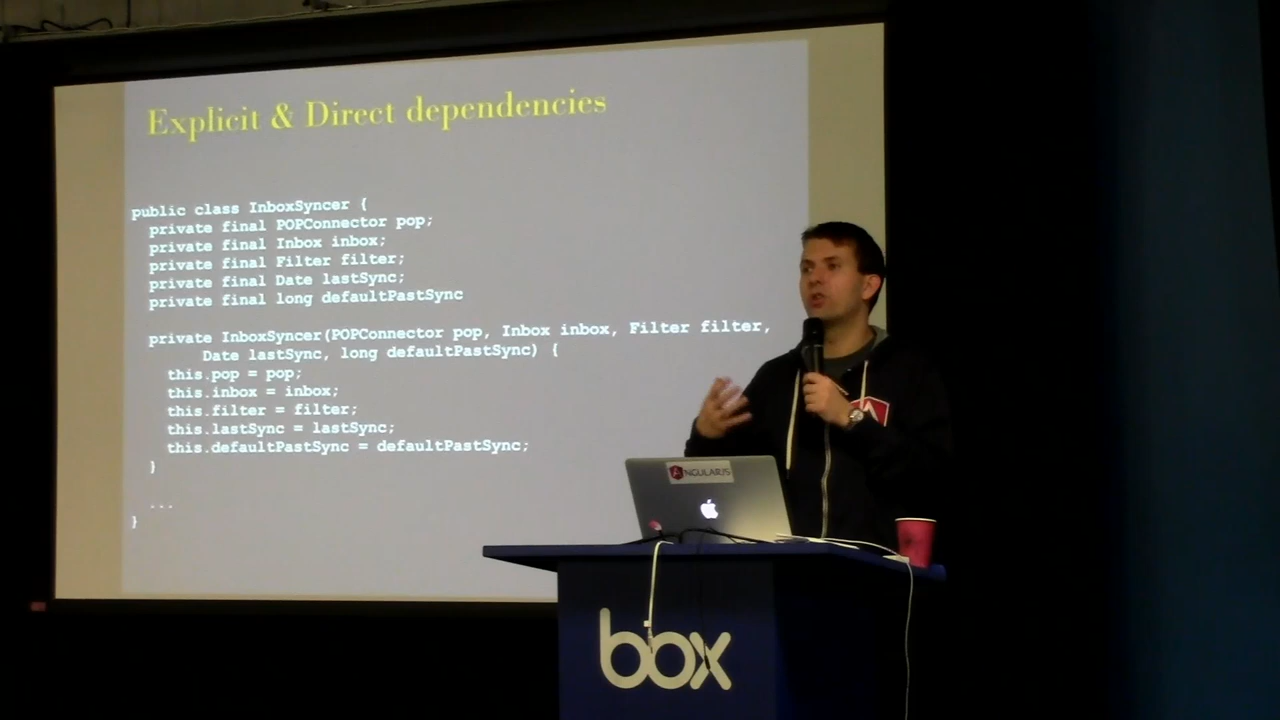 Explicit & Direct dependencies
public class InboxSyncer {
private final POPConnector pop;
private final Inbox inbox;
private final Filter filter;
private final Date lastSync;
private final long defaultPastSync
private InboxSyncer(POPConnector pop, Inbox inbox, Filter filter,
Date lastSync, long defaultPastSync) {
this.pop = pop;
this.inbox = inbox;
this.filter = filter;
this.lastSync = lastSync;
this.defaultPastSync = defaultPastSync;
}
...
}
ANGULARJS
box